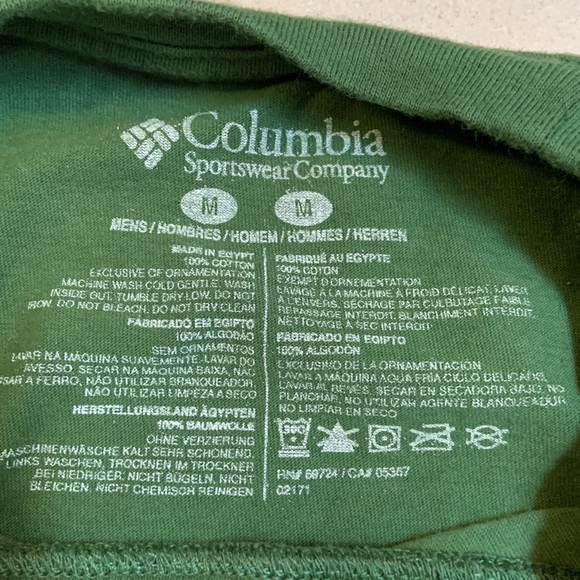 Columbia
Sportswear Company
M M
MENS / HOMBRES / HOMEM / HOMMES / HERREN
MADE IN EGYPT
100% COTTON
EXCLUSIVE OF ORNAMENTATION
MACHINE WASH COLD GENTLE. WASH
INSIDE OUT. TUMBLE DRY LOW. DO NOT
IRON. DO NOT BLEACH. DO NOT DRY CLEAN
FABRICADO EM EGIPTO
100% ALGODÃO
SEM ORNAMENTOS
LAVAR NA MÁQUINA SUAVEMENTE. LAVAR DO
AVESSO, SECAR NA MÁQUINA BAIXA, NÃO
A FERRO, NÃO UTILIZAR BRANQUEADOR,
NÃO UTILIZAR LIMPEZA A SECO
HERSTELLUNGSLAND ÄGYPTEN
100% BAUMWOLLE
OHNE VERZIERUNG
MASCHINENWÄSCHE KALT SEHR SCHONEND.
LINKS WASCHEN, TROCKNEN IM TROCKNER
BEI NIEDRIGER. NICHT BÜGELN, NICHT
BLEICHEN. NICHT CHEMISCH REINIGEN
FABRIQUÉ AU EGYPTE
100% COTON
EXEMPT D'ORNEMENTATION
LAVAGE À LA MACHINE À FROID DÉLICAT, LAVER
À L'ENVERS. SÉCHAGE PAR CULBUTAGE FAIBLE
REPASSAGE INTERDIT. BLANCHIMENT INTERDIT.
NETTOYAGE À SEC INTERDIT
FABRICADO EN EGIPTO
100% ALGODÓN
EXCLUSIVO DE LA ORNAMENTACIÓN
LAVAR A MÁQUINA AGUA FRÍA CICLO DELICADO,
LAVAR AL REVÉS. SECAR EN SECADORA BAJO. NO
PLANCHAR. NO UTILIZAR AGENTE BLANQUEADOR.
NO LIMPIAR EN SECO
30C
RN# 69724 / CA# 05367
02171